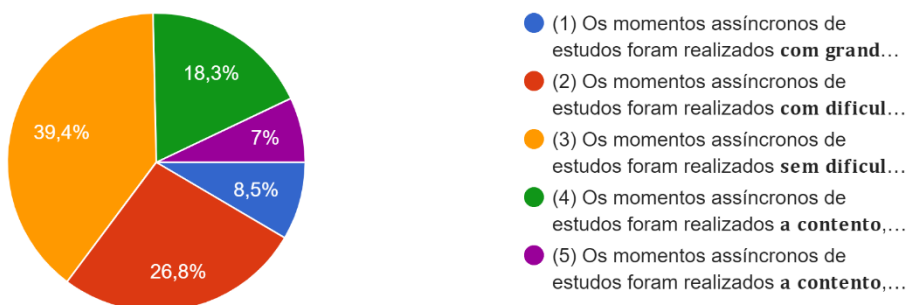 18,3%
39,4%
7%
8,5%
26,8%
(1) Os momentos assíncronos de
estudos foram realizados com grand…
(2) Os momentos assíncronos de
estudos foram realizados com dificul…
(3) Os momentos assíncronos de
estudos foram realizados sem dificul…
(4) Os momentos assíncronos de
estudos foram realizados a contento,…
(5) Os momentos assíncronos de
estudos foram realizados a contento,…